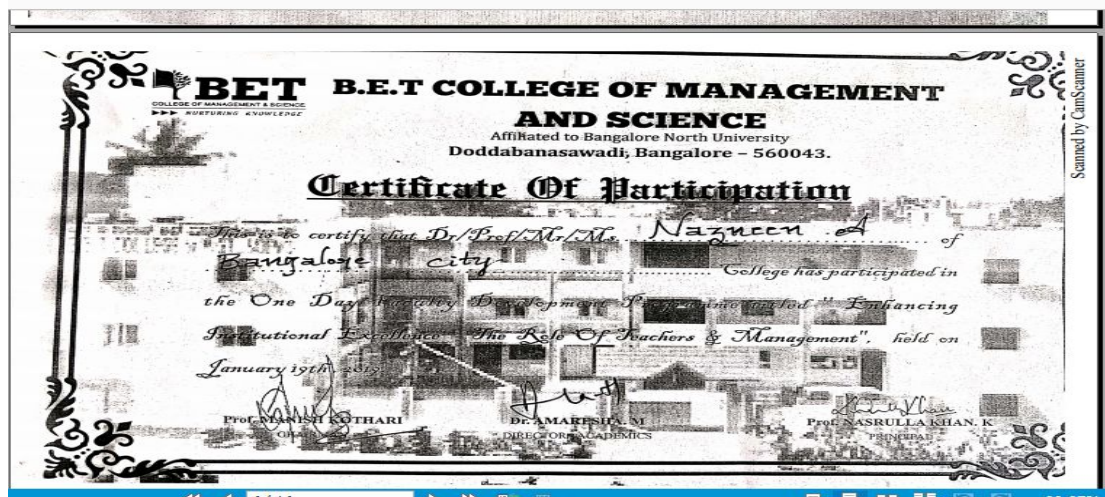 BET
COLLEGE OF MANAGEMENT & SCIENCE
NURTURING KNOWLEDGE
B.E.T COLLEGE OF MANAGEMENT
AND SCIENCE
Affiliated to Bangalore North University
Doddabanasawadi, Bangalore – 560043.
Certificate Of Participation
This is to certify that Dr/Prof/Mr/Ms. Nazneen A of
Bangalore city College has participated in
the One Day Faculty Development Programme titled " Enhancing
Institutional Excellence: The Role Of Teachers & Management", held on
January 19th 2019
Prof. MANISH KOTHARI
Dr. AMARESHA. M
DIRECTOR ACADEMICS
Prof. NASRULLA KHAN. K
PRINCIPAL
Scanned by CamScanner